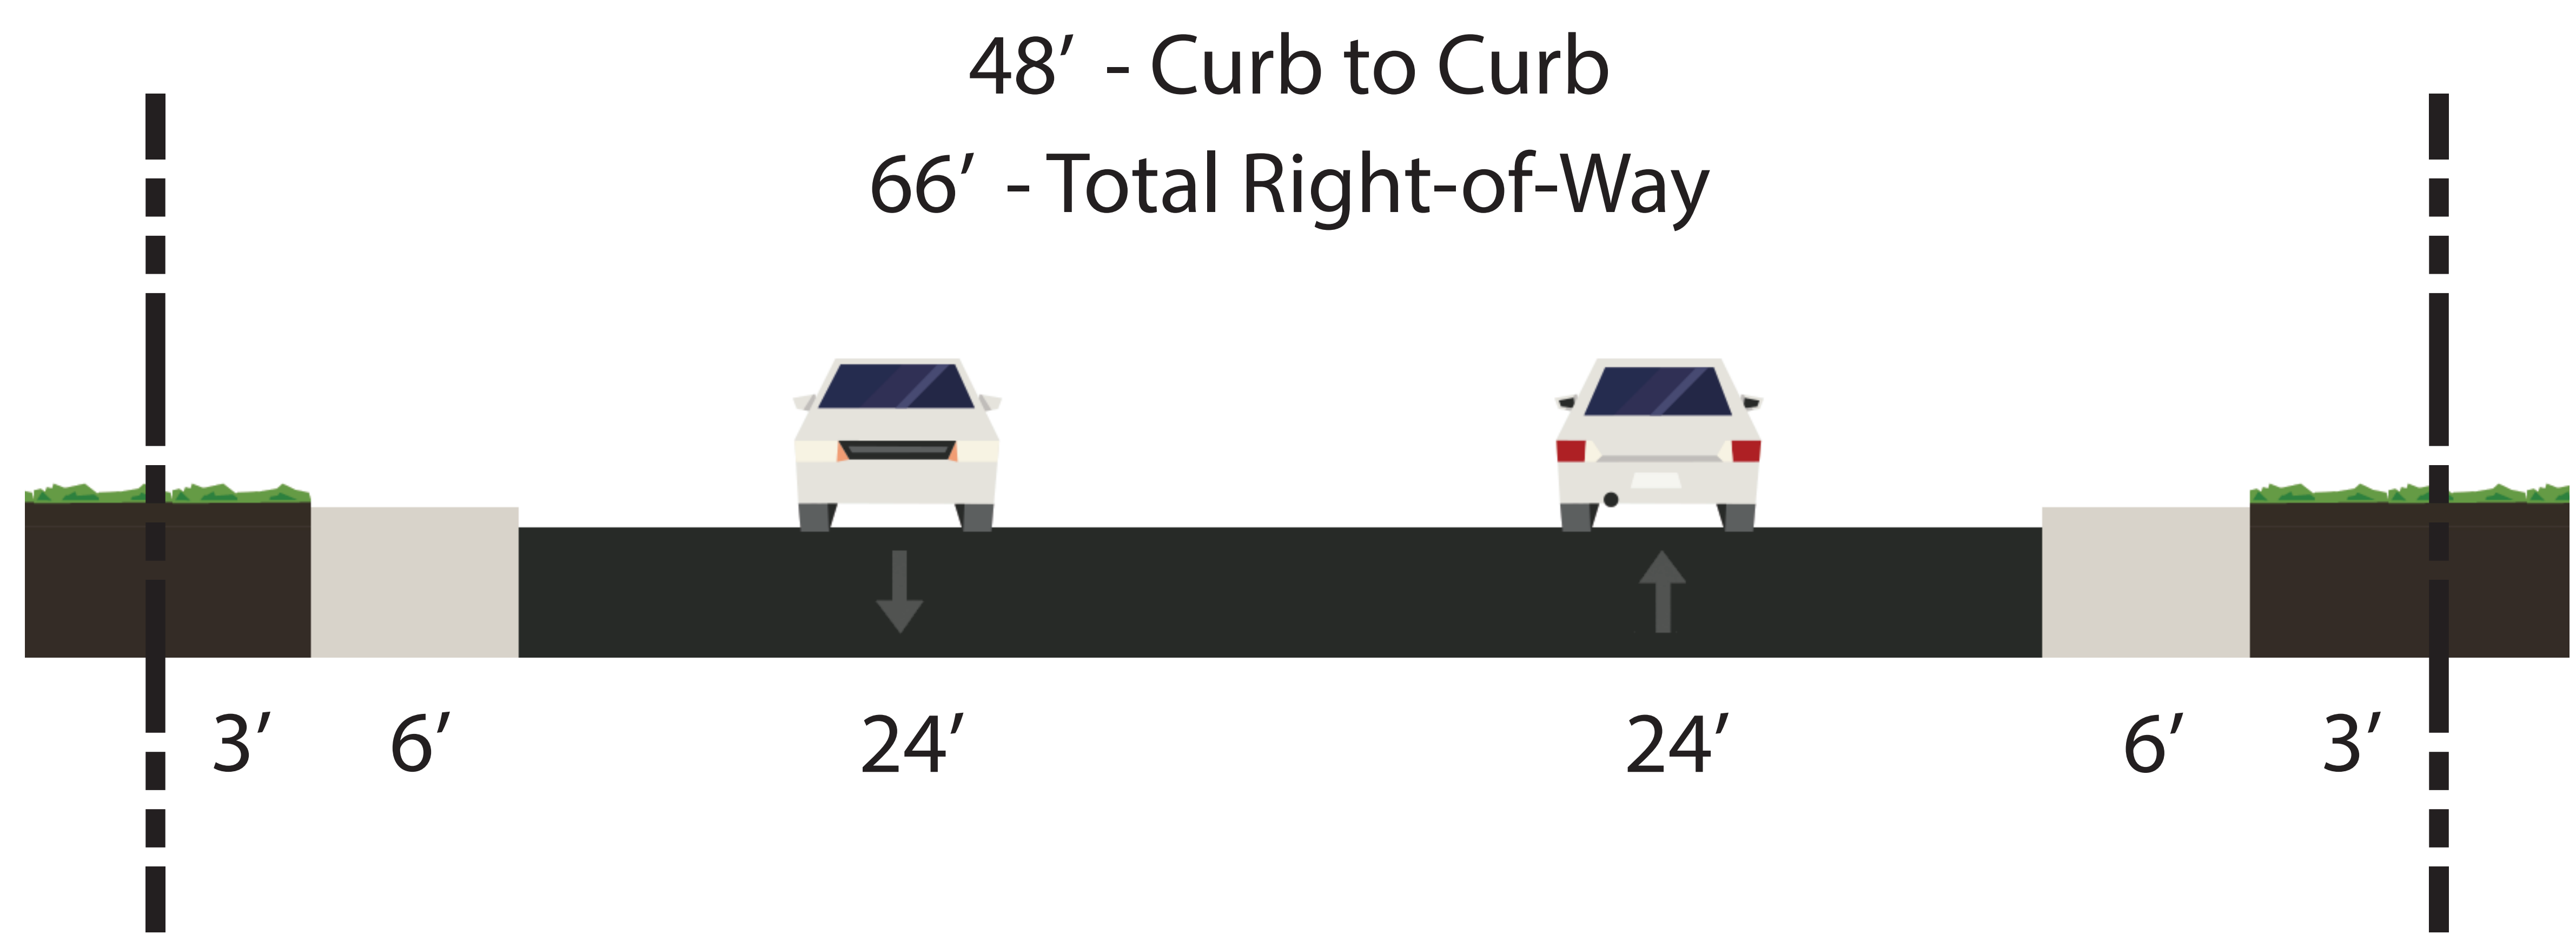 48’ - Curb to Curb
66’ - Total Right-of-Way
3’ 6’ 24’ 24’ 6’ 3’